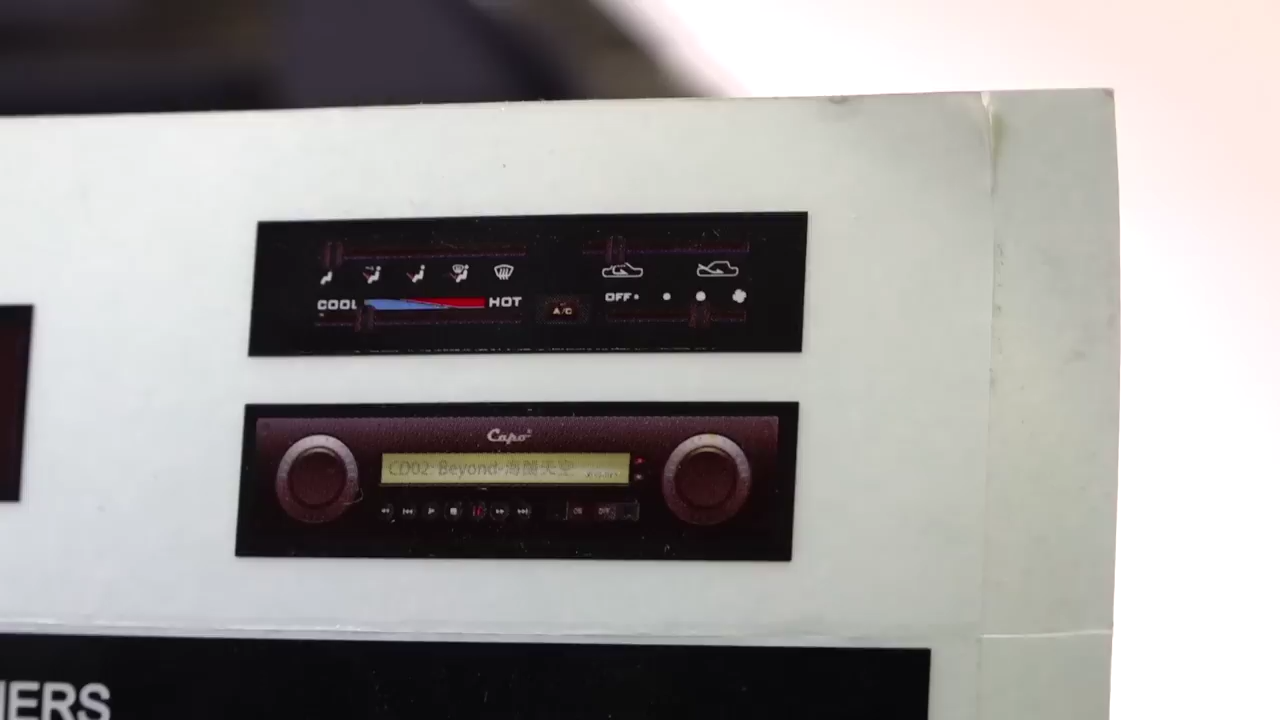 COOL
HOT
A/C
OFF
Capo
CD02-Beyond-海闊天空
IERS